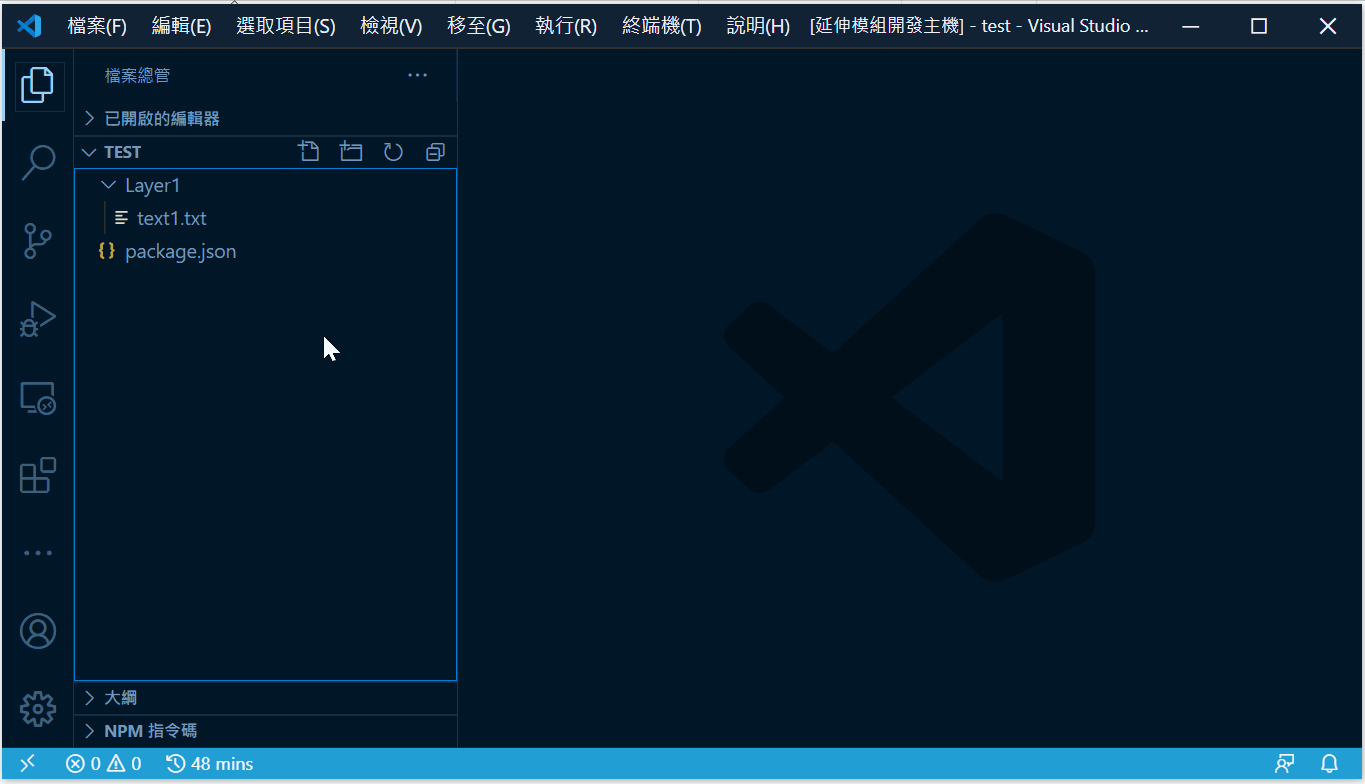 檔案(F) 編輯(E) 選取項目(S) 檢視(V) 移至(G) 執行(R) 終端機(T) 說明(H) [延伸模組開發主機] - test - Visual Studio ...
檔案總管
已開啟的編輯器
TEST
Layer1
text1.txt
package.json
大綱
NPM 指令碼
0 0 48 mins